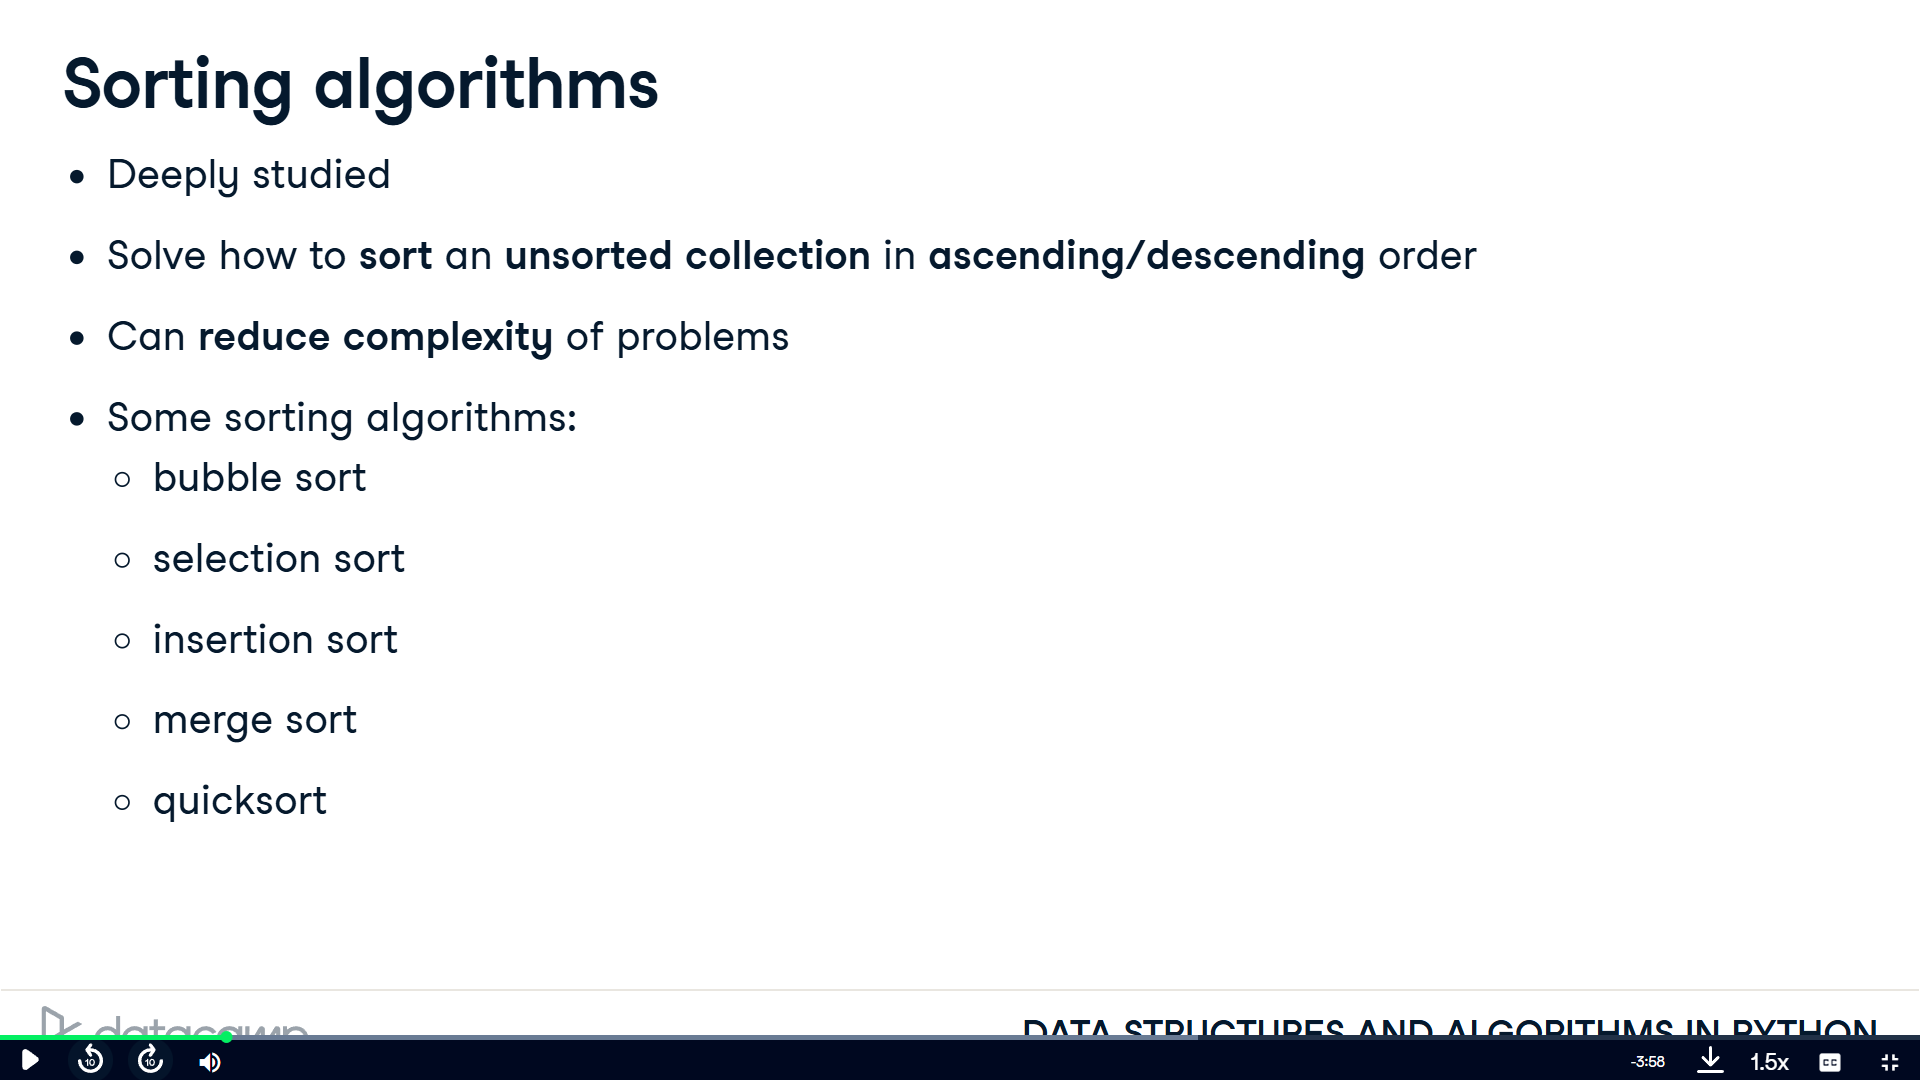 Sorting algorithms
Deeply studied
Solve how to sort an unsorted collection in ascending/descending order
Can reduce complexity of problems
Some sorting algorithms:
bubble sort
selection sort
insertion sort
merge sort
quicksort
datacamp
DATA STRUCTURES AND ALGORITHMS IN PYTHON
10
10
-3:58
1.5x
CC